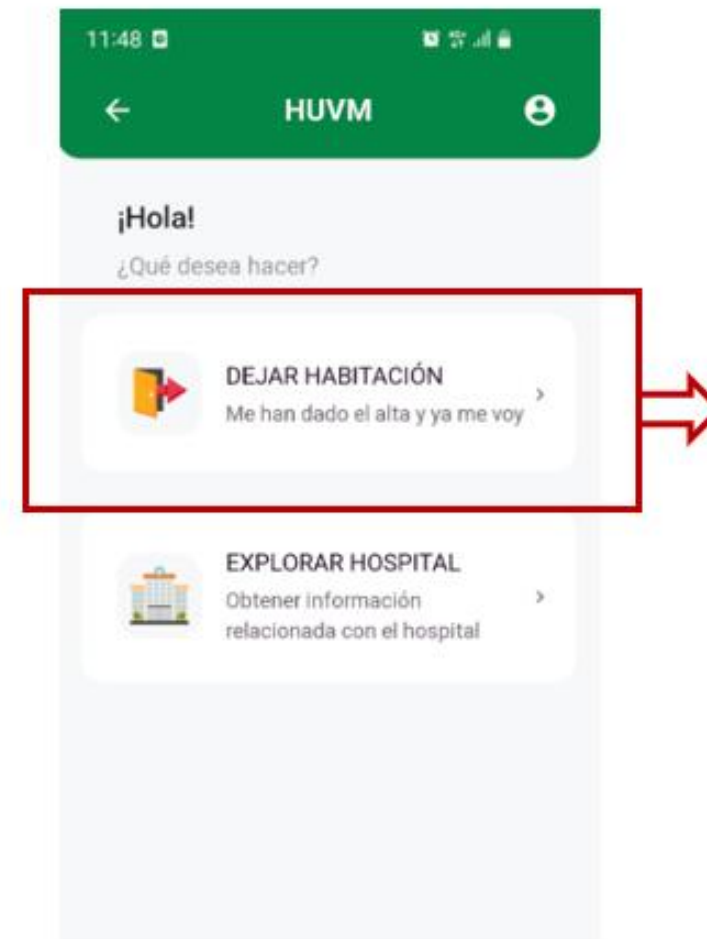 11:48
HUVM
¡Hola!
¿Qué desea hacer?
DEJAR HABITACIÓN
Me han dado el alta y ya me voy
EXPLORAR HOSPITAL
Obtener información
relacionada con el hospital